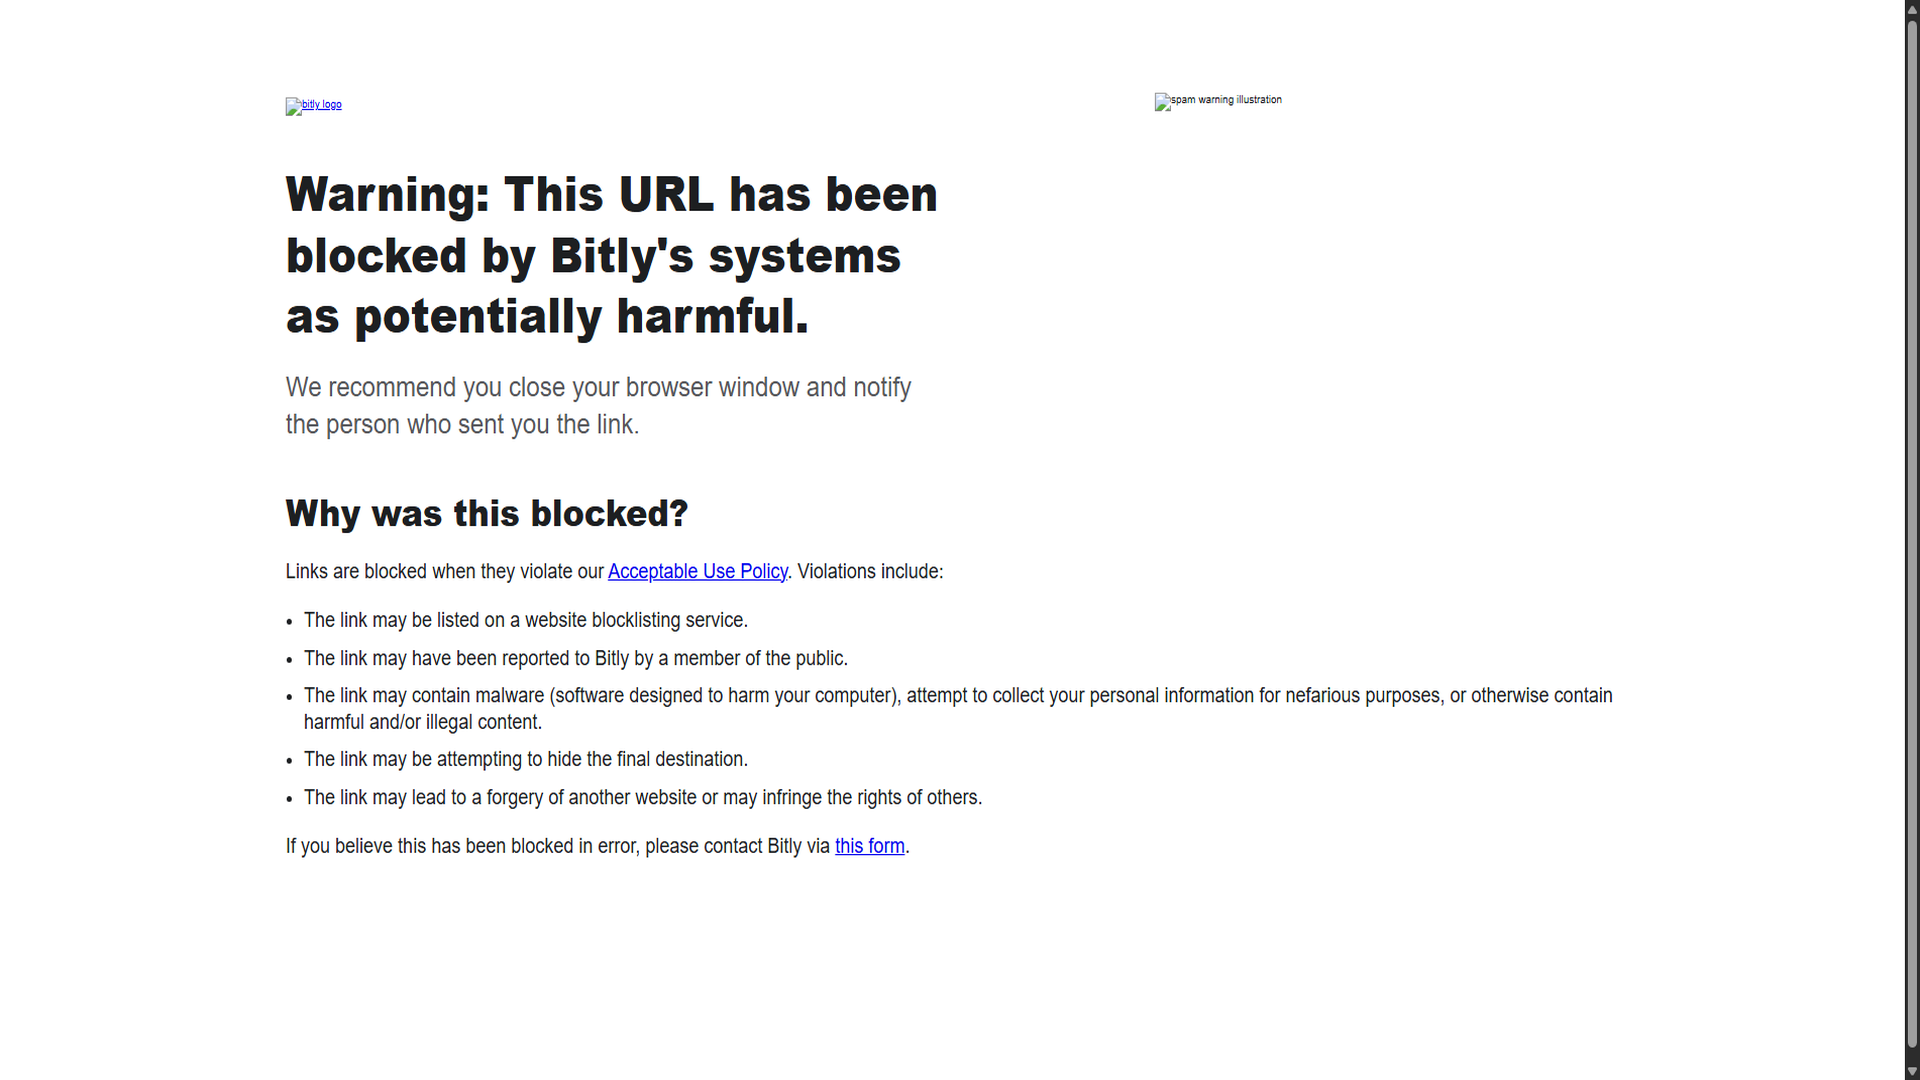 bitly logo
spam warning illustration
Warning: This URL has been
blocked by Bitly's systems
as potentially harmful.
We recommend you close your browser window and notify
the person who sent you the link.
Why was this blocked?
Links are blocked when they violate our Acceptable Use Policy. Violations include:
• The link may be listed on a website blocklisting service.
• The link may have been reported to Bitly by a member of the public.
• The link may contain malware (software designed to harm your computer), attempt to collect your personal information for nefarious purposes, or otherwise contain
harmful and/or illegal content.
• The link may be attempting to hide the final destination.
• The link may lead to a forgery of another website or may infringe the rights of others.
If you believe this has been blocked in error, please contact Bitly via this form.